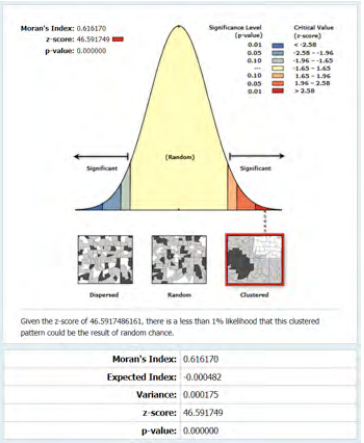 Moran's Index: 0.616170
z-score: 46.591749
p-value: 0.000000
Significance Level
(p-value)
Critical Value
(z-score)
0.01 < -2.58
0.05 -2.58 - -1.96
0.10 -1.96 - -1.65
... -1.65 - 1.65
0.10 1.65 - 1.96
0.05 1.96 - 2.58
0.01 > 2.58
(Random)
Significant
Significant
Dispersed
Random
Clustered
Given the z-score of 46.5917486161, there is a less than 1% likelihood that this clustered
pattern could be the result of random chance.
Moran's Index: 0.616170
Expected Index: -0.000482
Variance: 0.000175
z-score: 46.591749
p-value: 0.000000